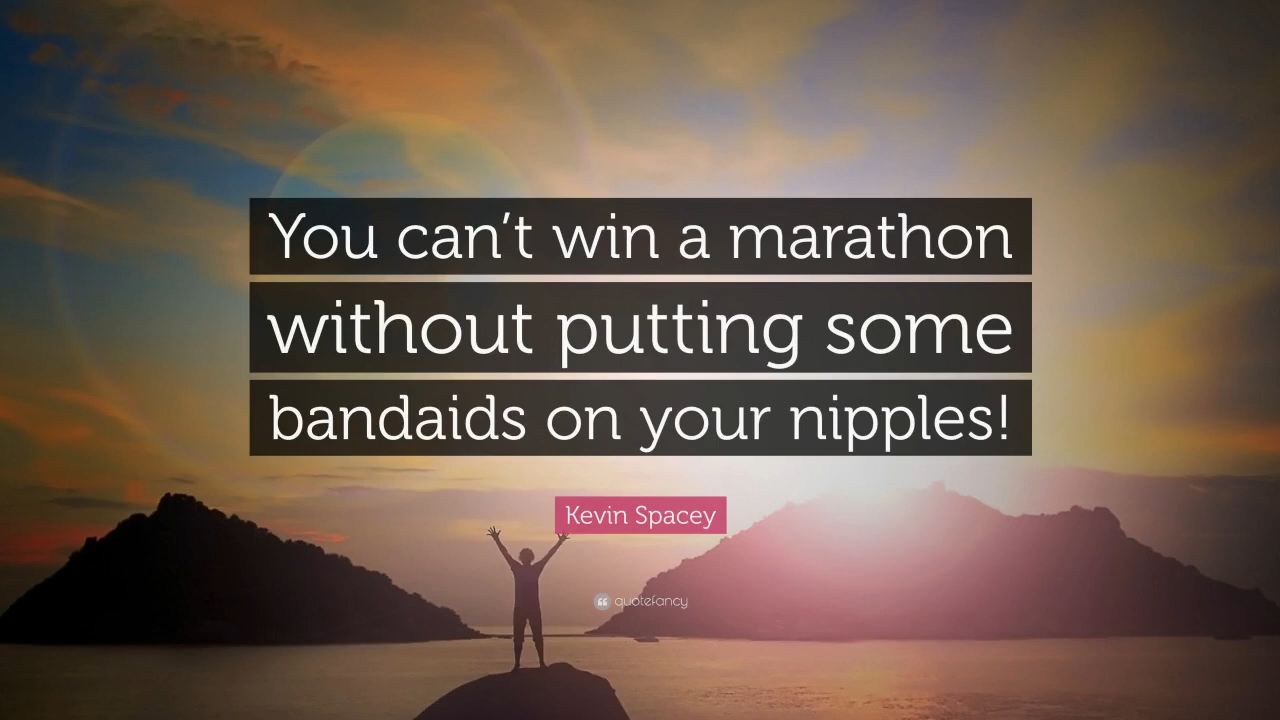 You can’t win a marathon
without putting some
bandaids on your nipples!
Kevin Spacey
quotefancy